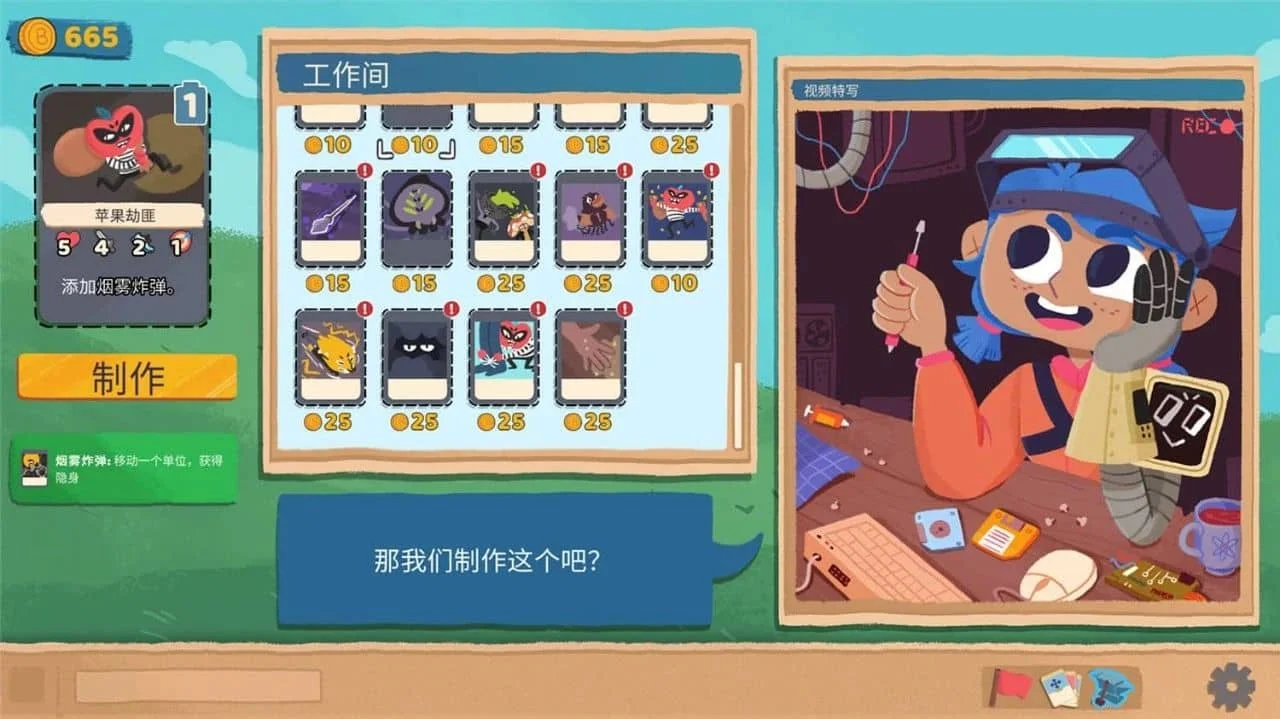 665
1
苹果劫匪
5 4 2 1
添加烟雾炸弹。
制作
烟雾炸弹: 移动一个单位，获得
隐身
工作间
10 10 15 15 25
! ! ! !
15 15 25 25 10
! ! ! !
25 25 25 25
那我们制作这个吧?
视频特写